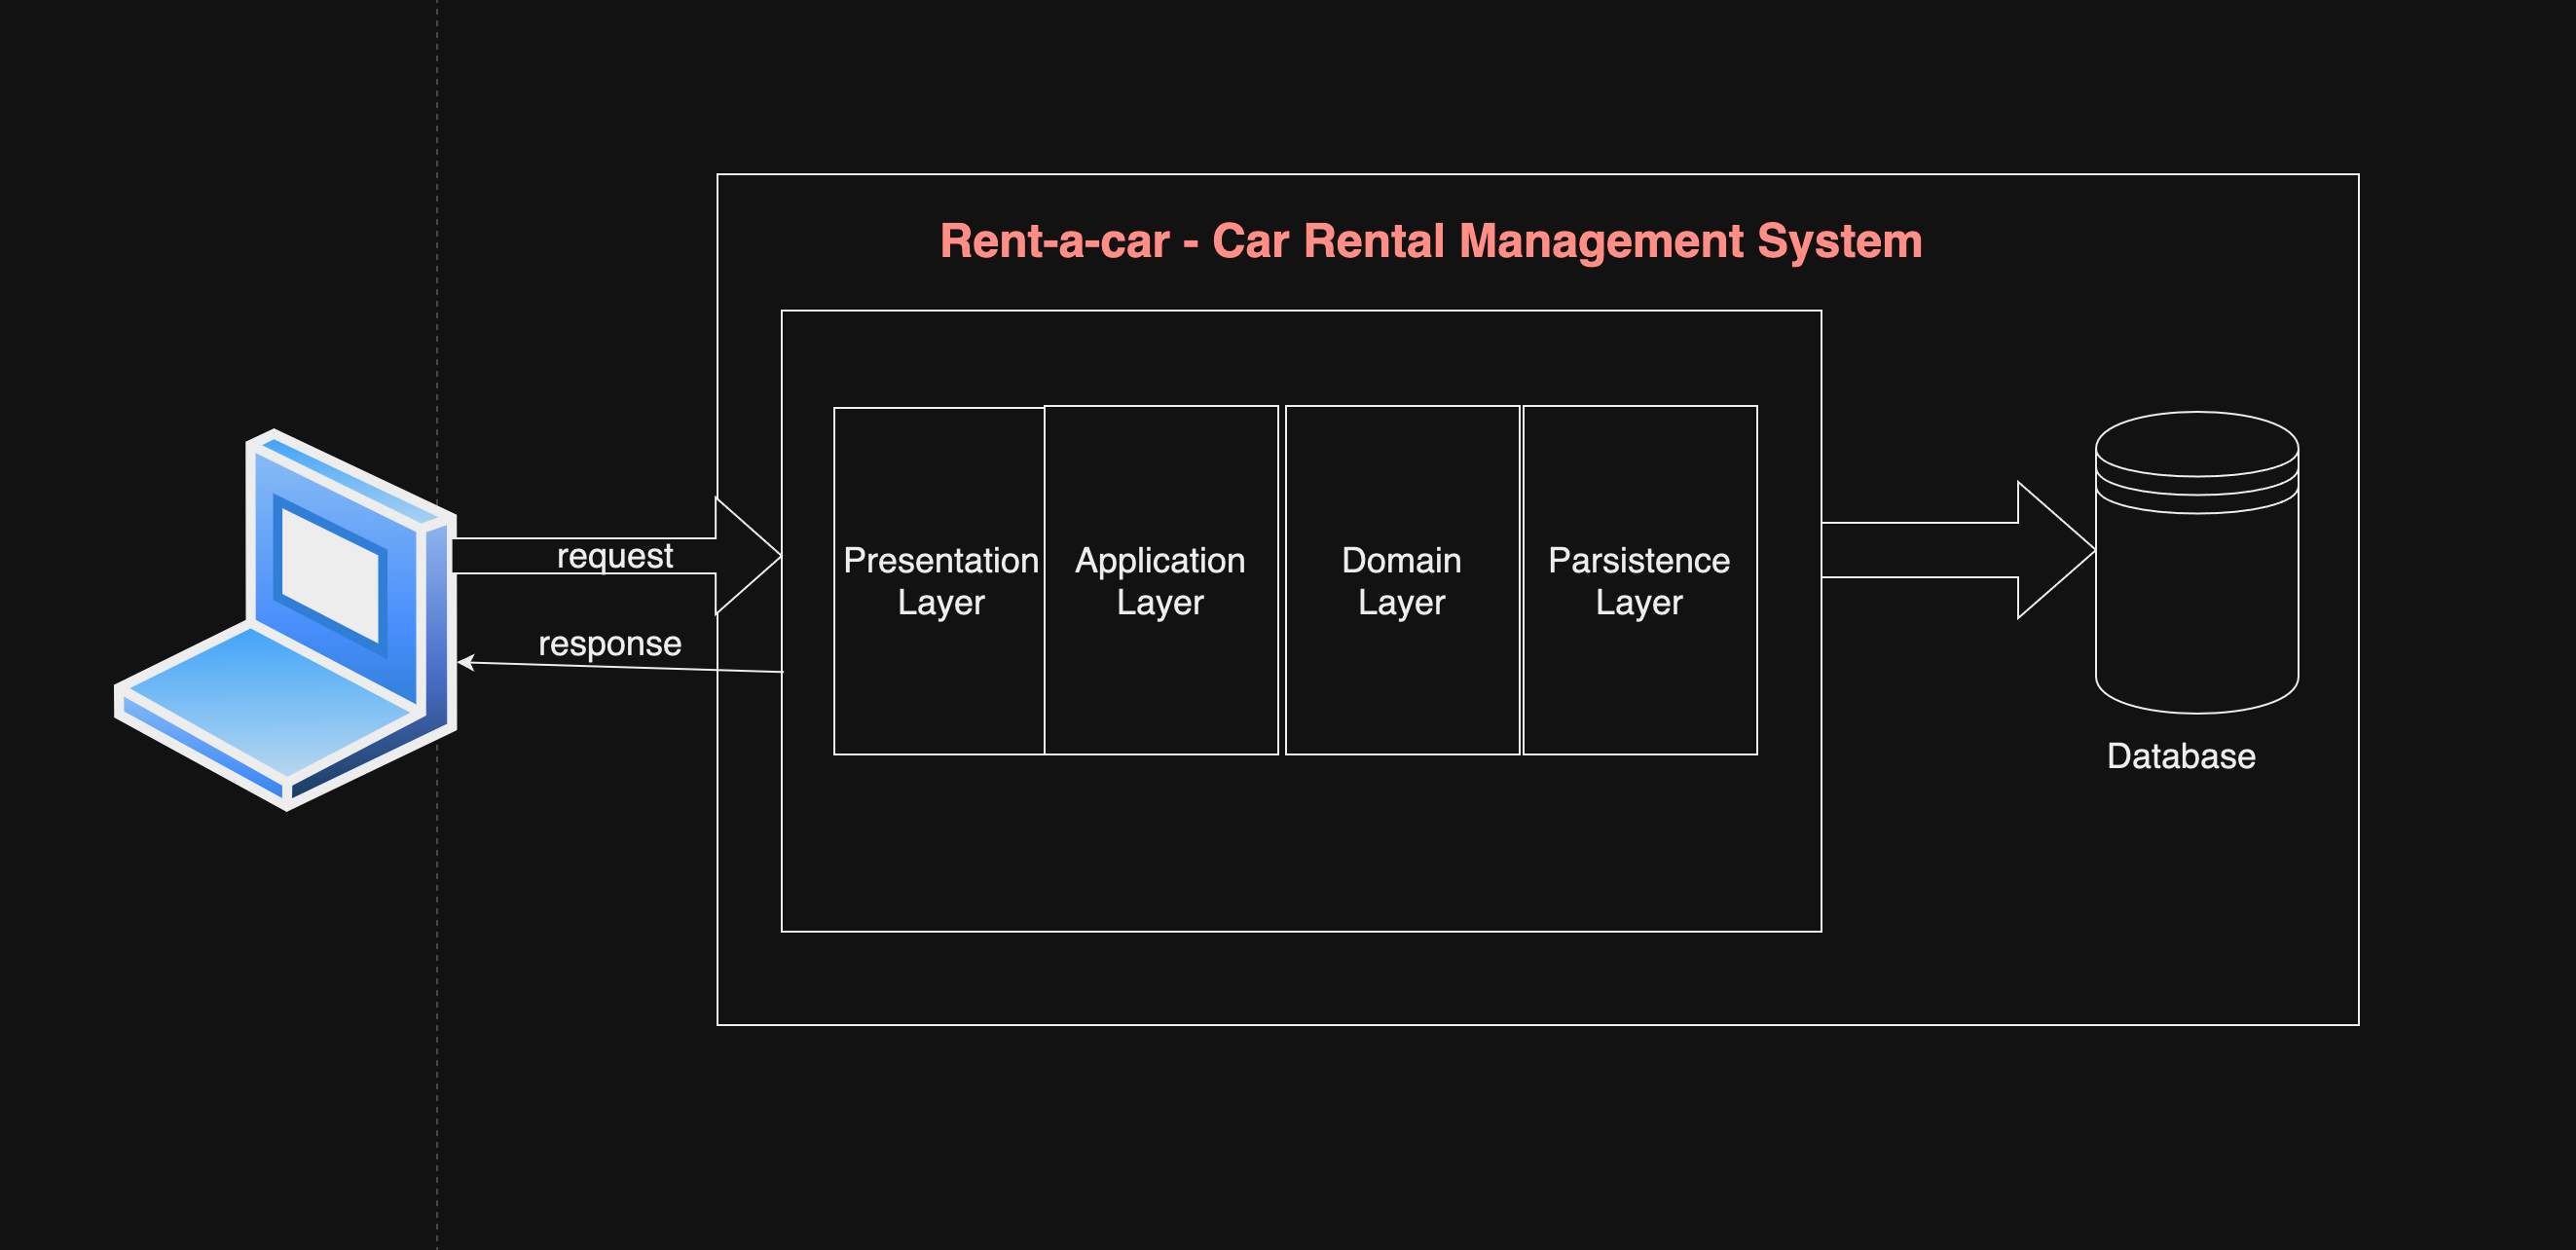 Rent-a-car - Car Rental Management System
request
response
Presentation
Layer
Application
Layer
Domain
Layer
Parsistence
Layer
Database